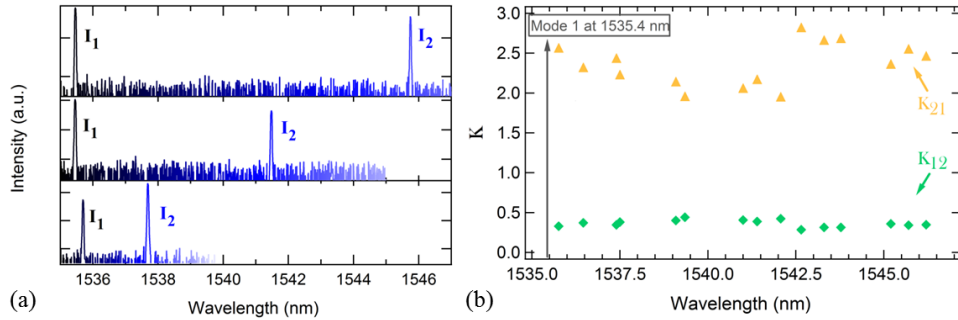 Intensity (a.u.)
I1
I2
I1
I2
I1
I2
1536 1538 1540 1542 1544 1546
Wavelength (nm)
(a)
K
3.0
2.5
2.0
1.5
1.0
0.5
0.0
Mode 1 at 1535.4 nm
K21
K12
1535.0 1537.5 1540.0 1542.5 1545.0
Wavelength (nm)
(b)